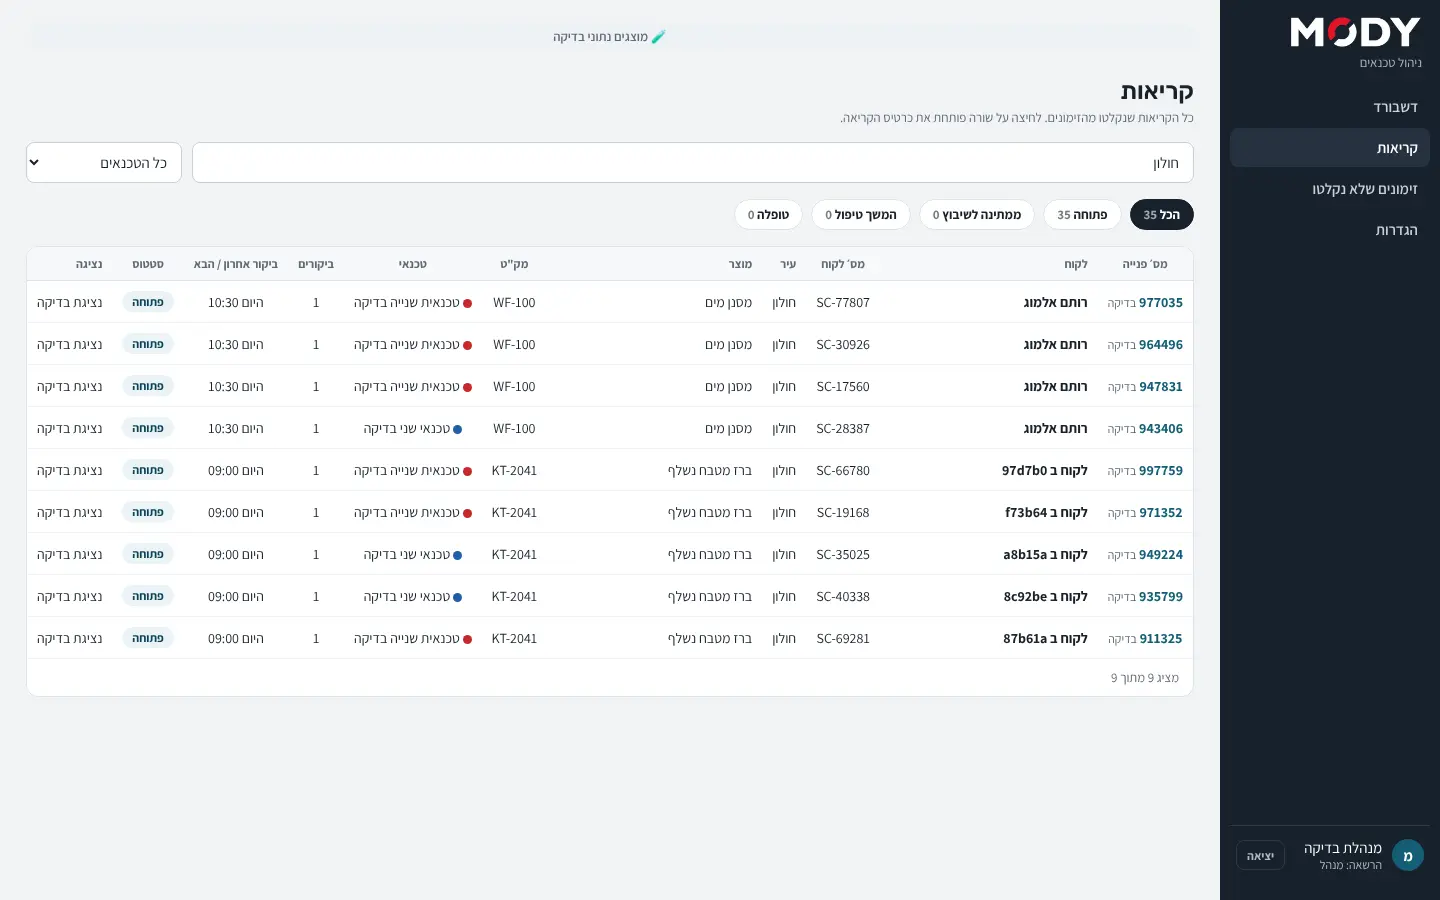 MODY
ניהול טכנאים
דשבורד
קריאות
זימונים שלא נקלטו
הגדרות
מ
מנהלת בדיקה
הרשאה: מנהל
יציאה
🧪 מוצגים נתוני בדיקה
קריאות
כל הקריאות שנקלטו מהזימונים. לחיצה על שורה פותחת את כרטיס הקריאה.
חולון
כל הטכנאים
הכל 35 פתוחה 35 ממתינה לשיבוץ 0 המשך טיפול 0 טופלה 0
מס׳ פנייה לקוח מס׳ לקוח עיר מוצר מק"ט טכנאי ביקורים ביקור אחרון / הבא סטטוס נציגה
977035 בדיקה רותם אלמוג SC-77807 חולון מסנן מים WF-100 טכנאית שנייה בדיקה 1 היום 10:30 פתוחה נציגת בדיקה
964496 בדיקה רותם אלמוג SC-30926 חולון מסנן מים WF-100 טכנאית שנייה בדיקה 1 היום 10:30 פתוחה נציגת בדיקה
947831 בדיקה רותם אלמוג SC-17560 חולון מסנן מים WF-100 טכנאית שנייה בדיקה 1 היום 10:30 פתוחה נציגת בדיקה
943406 בדיקה רותם אלמוג SC-28387 חולון מסנן מים WF-100 טכנאי שני בדיקה 1 היום 10:30 פתוחה נציגת בדיקה
997759 בדיקה לקוח ב 97d7b0 SC-66780 חולון ברז מטבח נשלף KT-2041 טכנאית שנייה בדיקה 1 היום 09:00 פתוחה נציגת בדיקה
971352 בדיקה לקוח ב f73b64 SC-19168 חולון ברז מטבח נשלף KT-2041 טכנאית שנייה בדיקה 1 היום 09:00 פתוחה נציגת בדיקה
949224 בדיקה לקוח ב a8b15a SC-35025 חולון ברז מטבח נשלף KT-2041 טכנאי שני בדיקה 1 היום 09:00 פתוחה נציגת בדיקה
935799 בדיקה לקוח ב 8c92be SC-40338 חולון ברז מטבח נשלף KT-2041 טכנאי שני בדיקה 1 היום 09:00 פתוחה נציגת בדיקה
911325 בדיקה לקוח ב 87b61a SC-69281 חולון ברז מטבח נשלף KT-2041 טכנאית שנייה בדיקה 1 היום 09:00 פתוחה נציגת בדיקה
מציג 9 מתוך 9